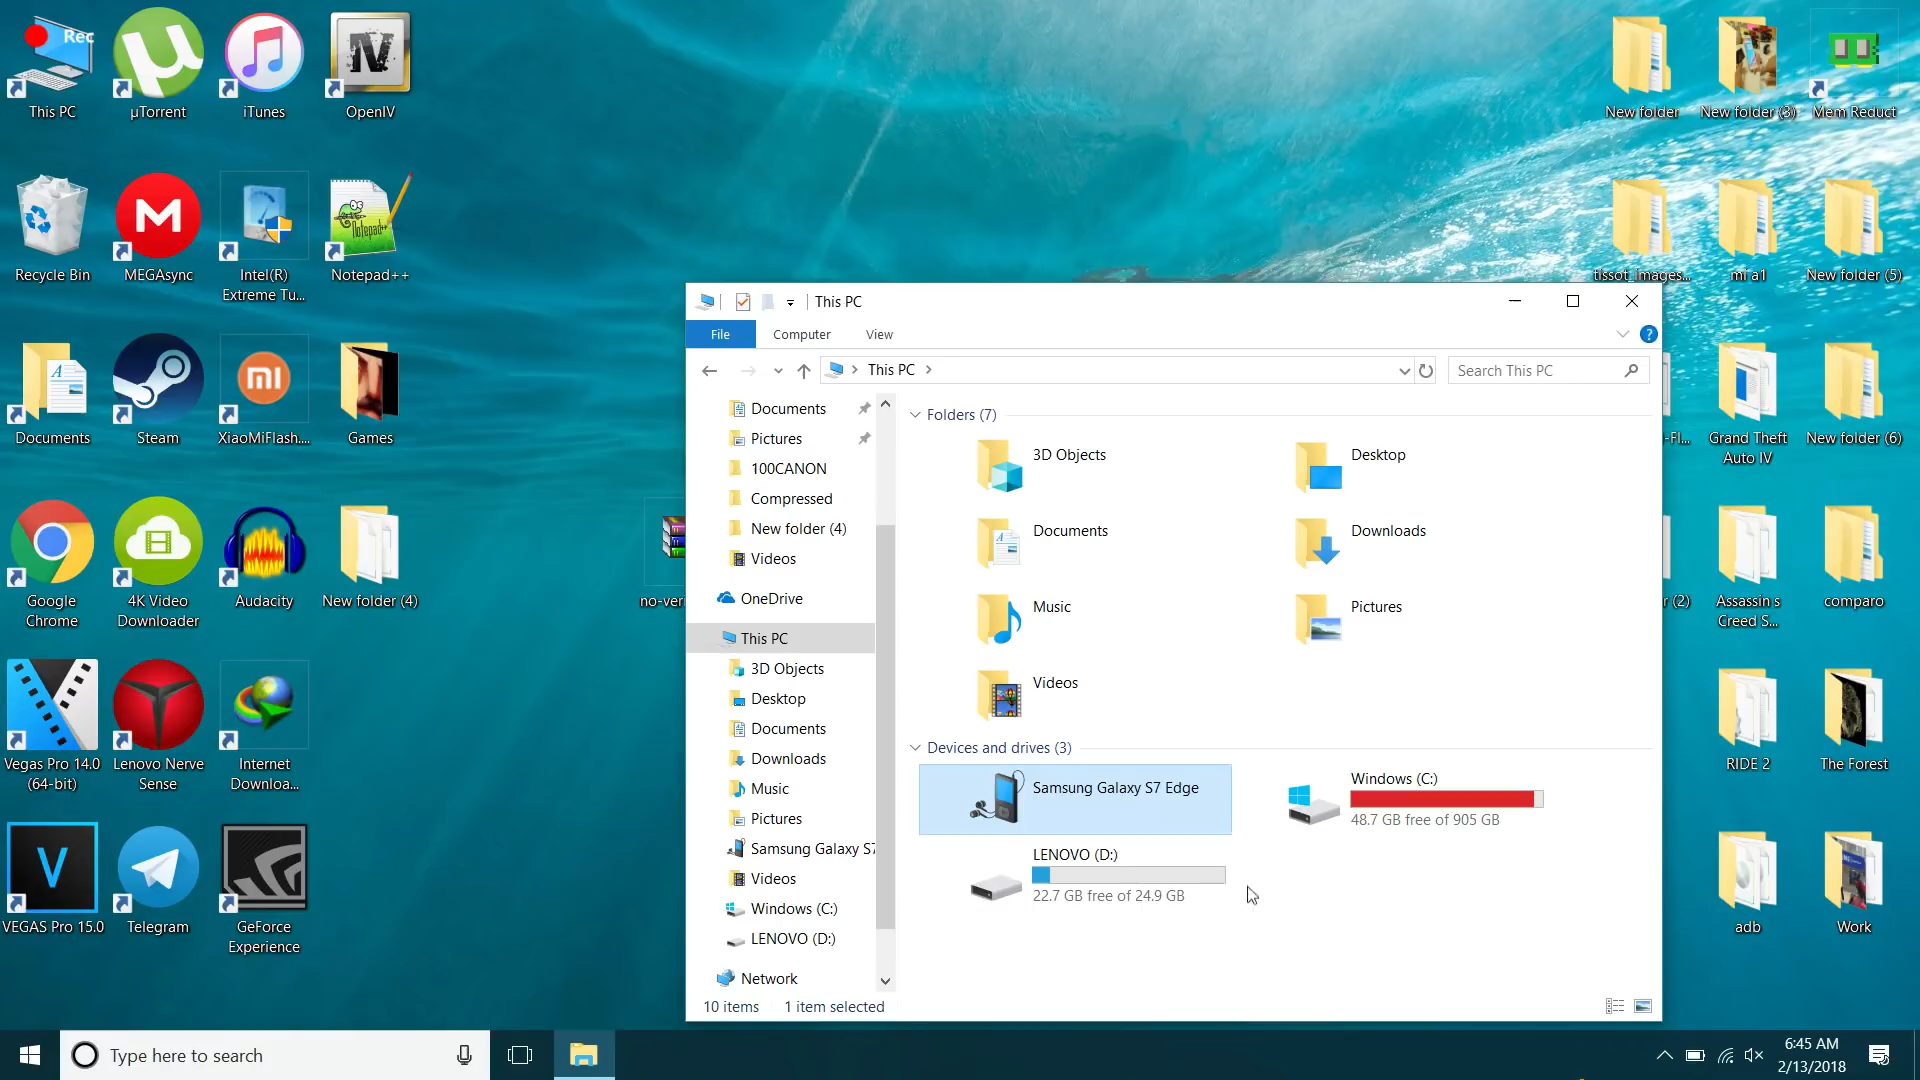 Rec
This PC
µTorrent
iTunes
OpenIV
New folder
New folder (3)
Mem Reduct
Recycle Bin
MEGAsync
Intel(R)
Extreme Tu...
Notepad++
tissot_images...
mi a1
New folder (5)
Documents
Steam
XiaoMiFlash....
Games
-Fl...
Grand Theft
Auto IV
New folder (6)
Google
Chrome
4K Video
Downloader
Audacity
New folder (4)
no-veri
r (2)
Assassin s
Creed S...
comparo
Vegas Pro 14.0
(64-bit)
Lenovo Nerve
Sense
Internet
Downloa...
RIDE 2
The Forest
VEGAS Pro 15.0
Telegram
GeForce
Experience
adb
Work
This PC
File
Computer
View
This PC
Search This PC
Documents
Pictures
100CANON
Compressed
New folder (4)
Videos
OneDrive
This PC
3D Objects
Desktop
Documents
Downloads
Music
Pictures
Samsung Galaxy S7
Videos
Windows (C:)
LENOVO (D:)
Network
Folders (7)
3D Objects
Desktop
Documents
Downloads
Music
Pictures
Videos
Devices and drives (3)
Samsung Galaxy S7 Edge
Windows (C:)
48.7 GB free of 905 GB
LENOVO (D:)
22.7 GB free of 24.9 GB
10 items
1 item selected
Type here to search
6:45 AM
2/13/2018